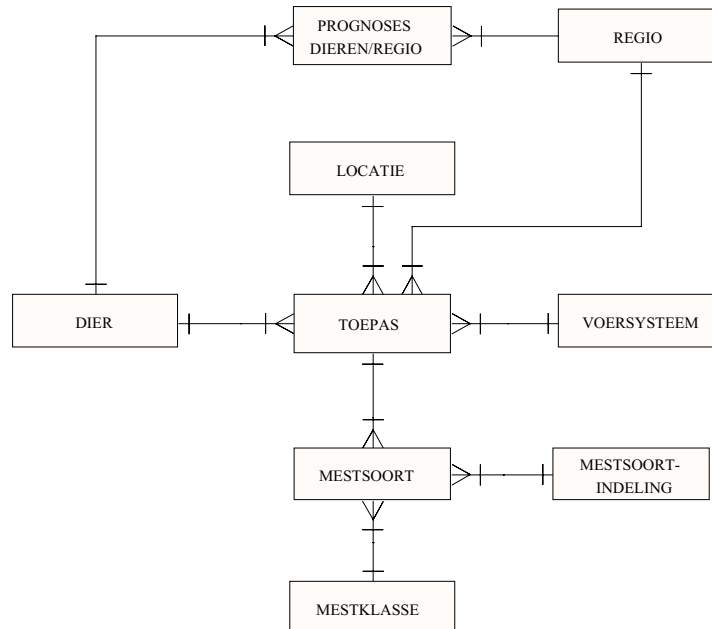 PROGNOSES
DIEREN/REGIO
REGIO
LOCATIE
DIER
TOEPAS
VOERSYSTEEM
MESTSOORT
MESTSOORT-
INDELING
MESTKLASSE